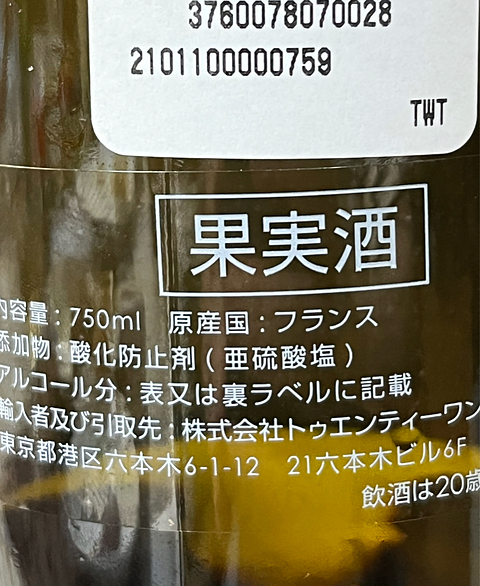 3760078070028
2101100000759
TWT
果実酒
内容量：750ml　原産国：フランス
添加物：酸化防止剤（亜硫酸塩）
アルコール分：表又は裏ラベルに記載
輸入者及び引取先：株式会社トゥエンティーワン
東京都港区六本木6-1-12　21六本木ビル6F
飲酒は20歳